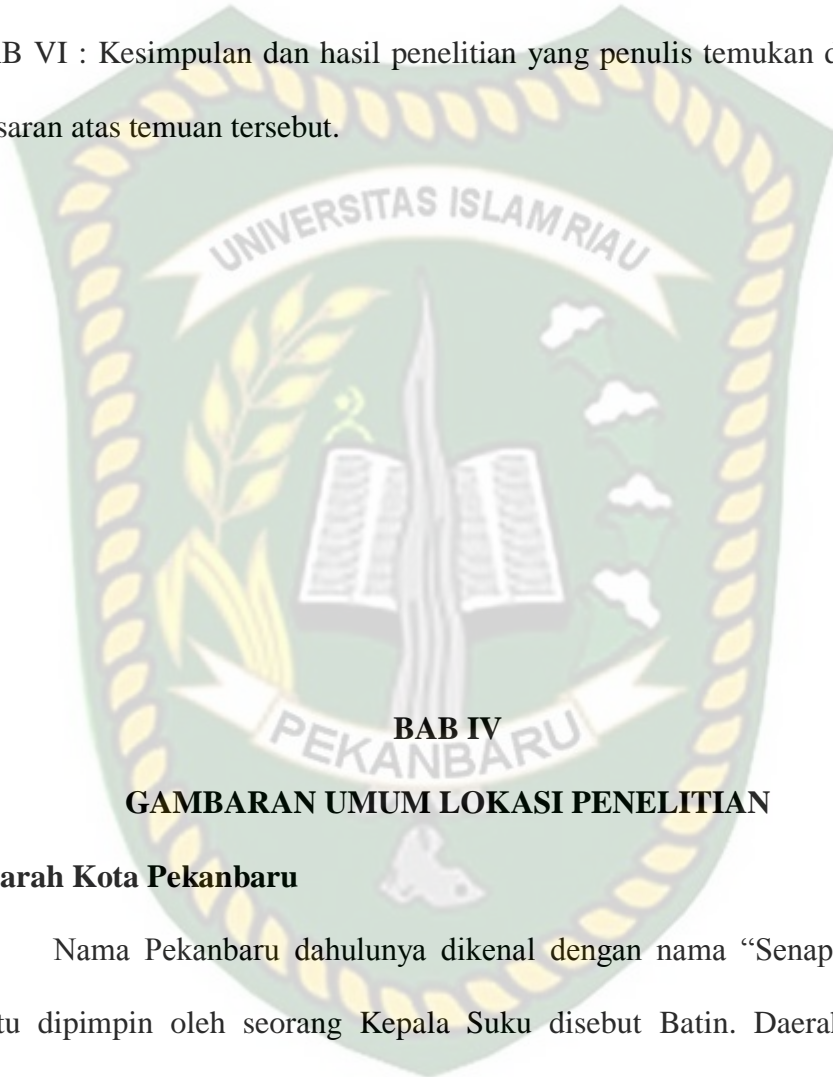 B VI : Kesimpulan dan hasil penelitian yang penulis temukan
saran atas temuan tersebut.
UNIVERSITAS ISLAM RIAU
PEKANBARU
BAB IV
GAMBARAN UMUM LOKASI PENELITIAN
arah Kota Pekanbaru
Nama Pekanbaru dahulunya dikenal dengan nama “Senap
tu dipimpin oleh seorang Kepala Suku disebut Batin. Daera